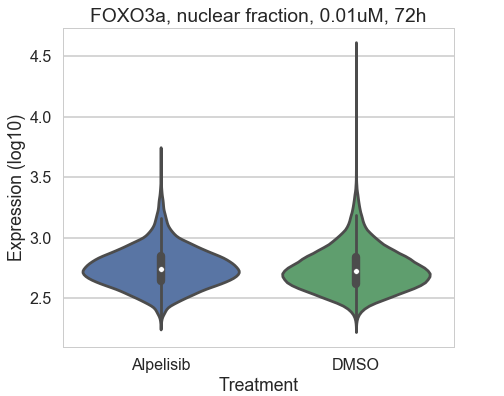 FOXO3a, nuclear fraction, 0.01uM, 72h
Expression (log10)
4.5
4.0
3.5
3.0
2.5
Alpelisib
DMSO
Treatment